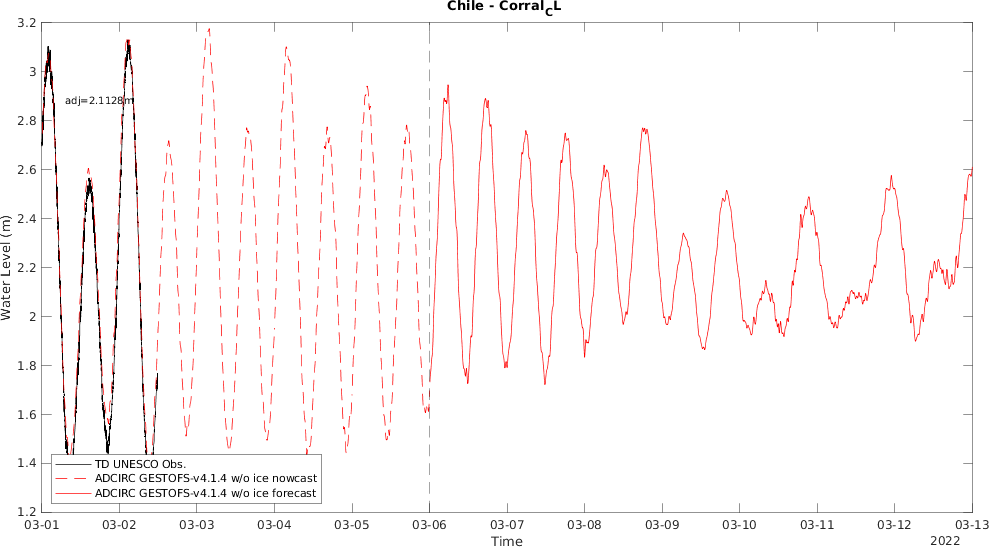 Chile - Corral_CL
adj=2.1128m
Water Level (m)
3.2
3
2.8
2.6
2.4
2.2
2
1.8
1.6
1.4
1.2
TD UNESCO Obs.
ADCIRC GESTOFS-v4.1.4 w/o ice nowcast
ADCIRC GESTOFS-v4.1.4 w/o ice forecast
03-01 03-02 03-03 03-04 03-05 03-06 03-07 03-08 03-09 03-10 03-11 03-12 03-13
Time
2022